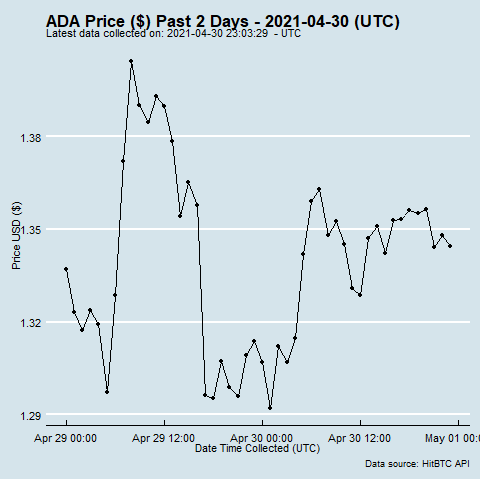 ADA Price ($) Past 2 Days - 2021-04-30 (UTC)
Latest data collected on: 2021-04-30 23:03:29 - UTC
Price USD ($)
1.38
1.35
1.32
1.29
Apr 29 00:00 Apr 29 12:00 Apr 30 00:00 Apr 30 12:00 May 01 00:
Date Time Collected (UTC)
Data source: HitBTC API